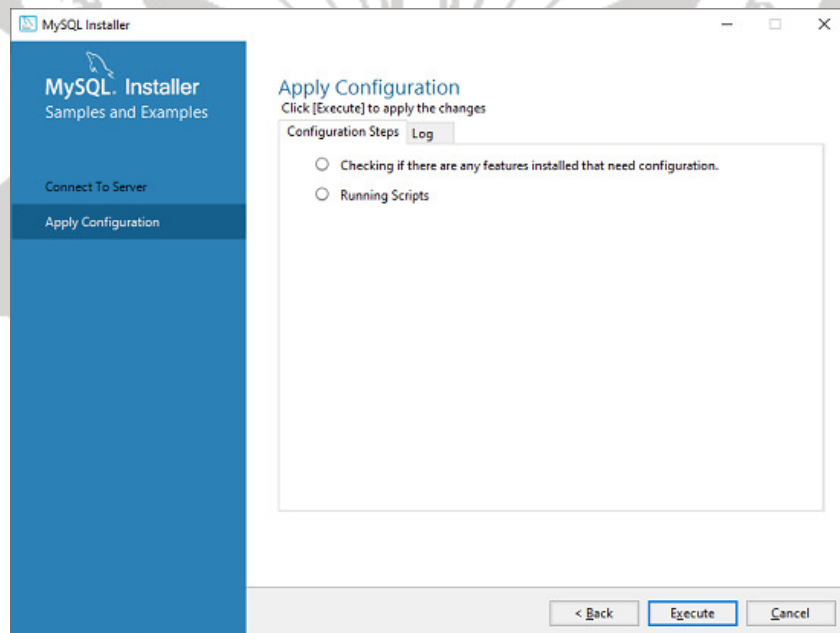 MySQL Installer
MySQL. Installer
Samples and Examples
Connect To Server
Apply Configuration
Apply Configuration
Click [Execute] to apply the changes
Configuration Steps
Log
Checking if there are any features installed that need configuration.
Running Scripts
< Back
Execute
Cancel